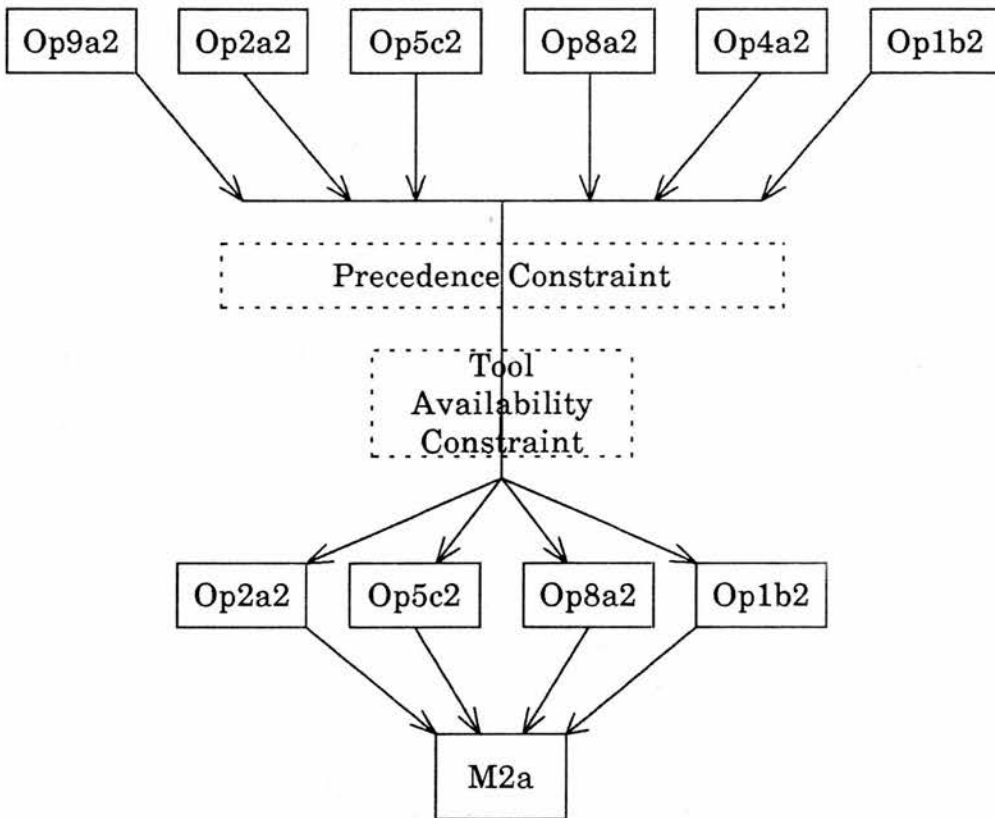 Op9a2 Op2a2 Op5c2 Op8a2 Op4a2 Op1b2
Precedence Constraint
Tool
Availability
Constraint
Op2a2 Op5c2 Op8a2 Op1b2
M2a